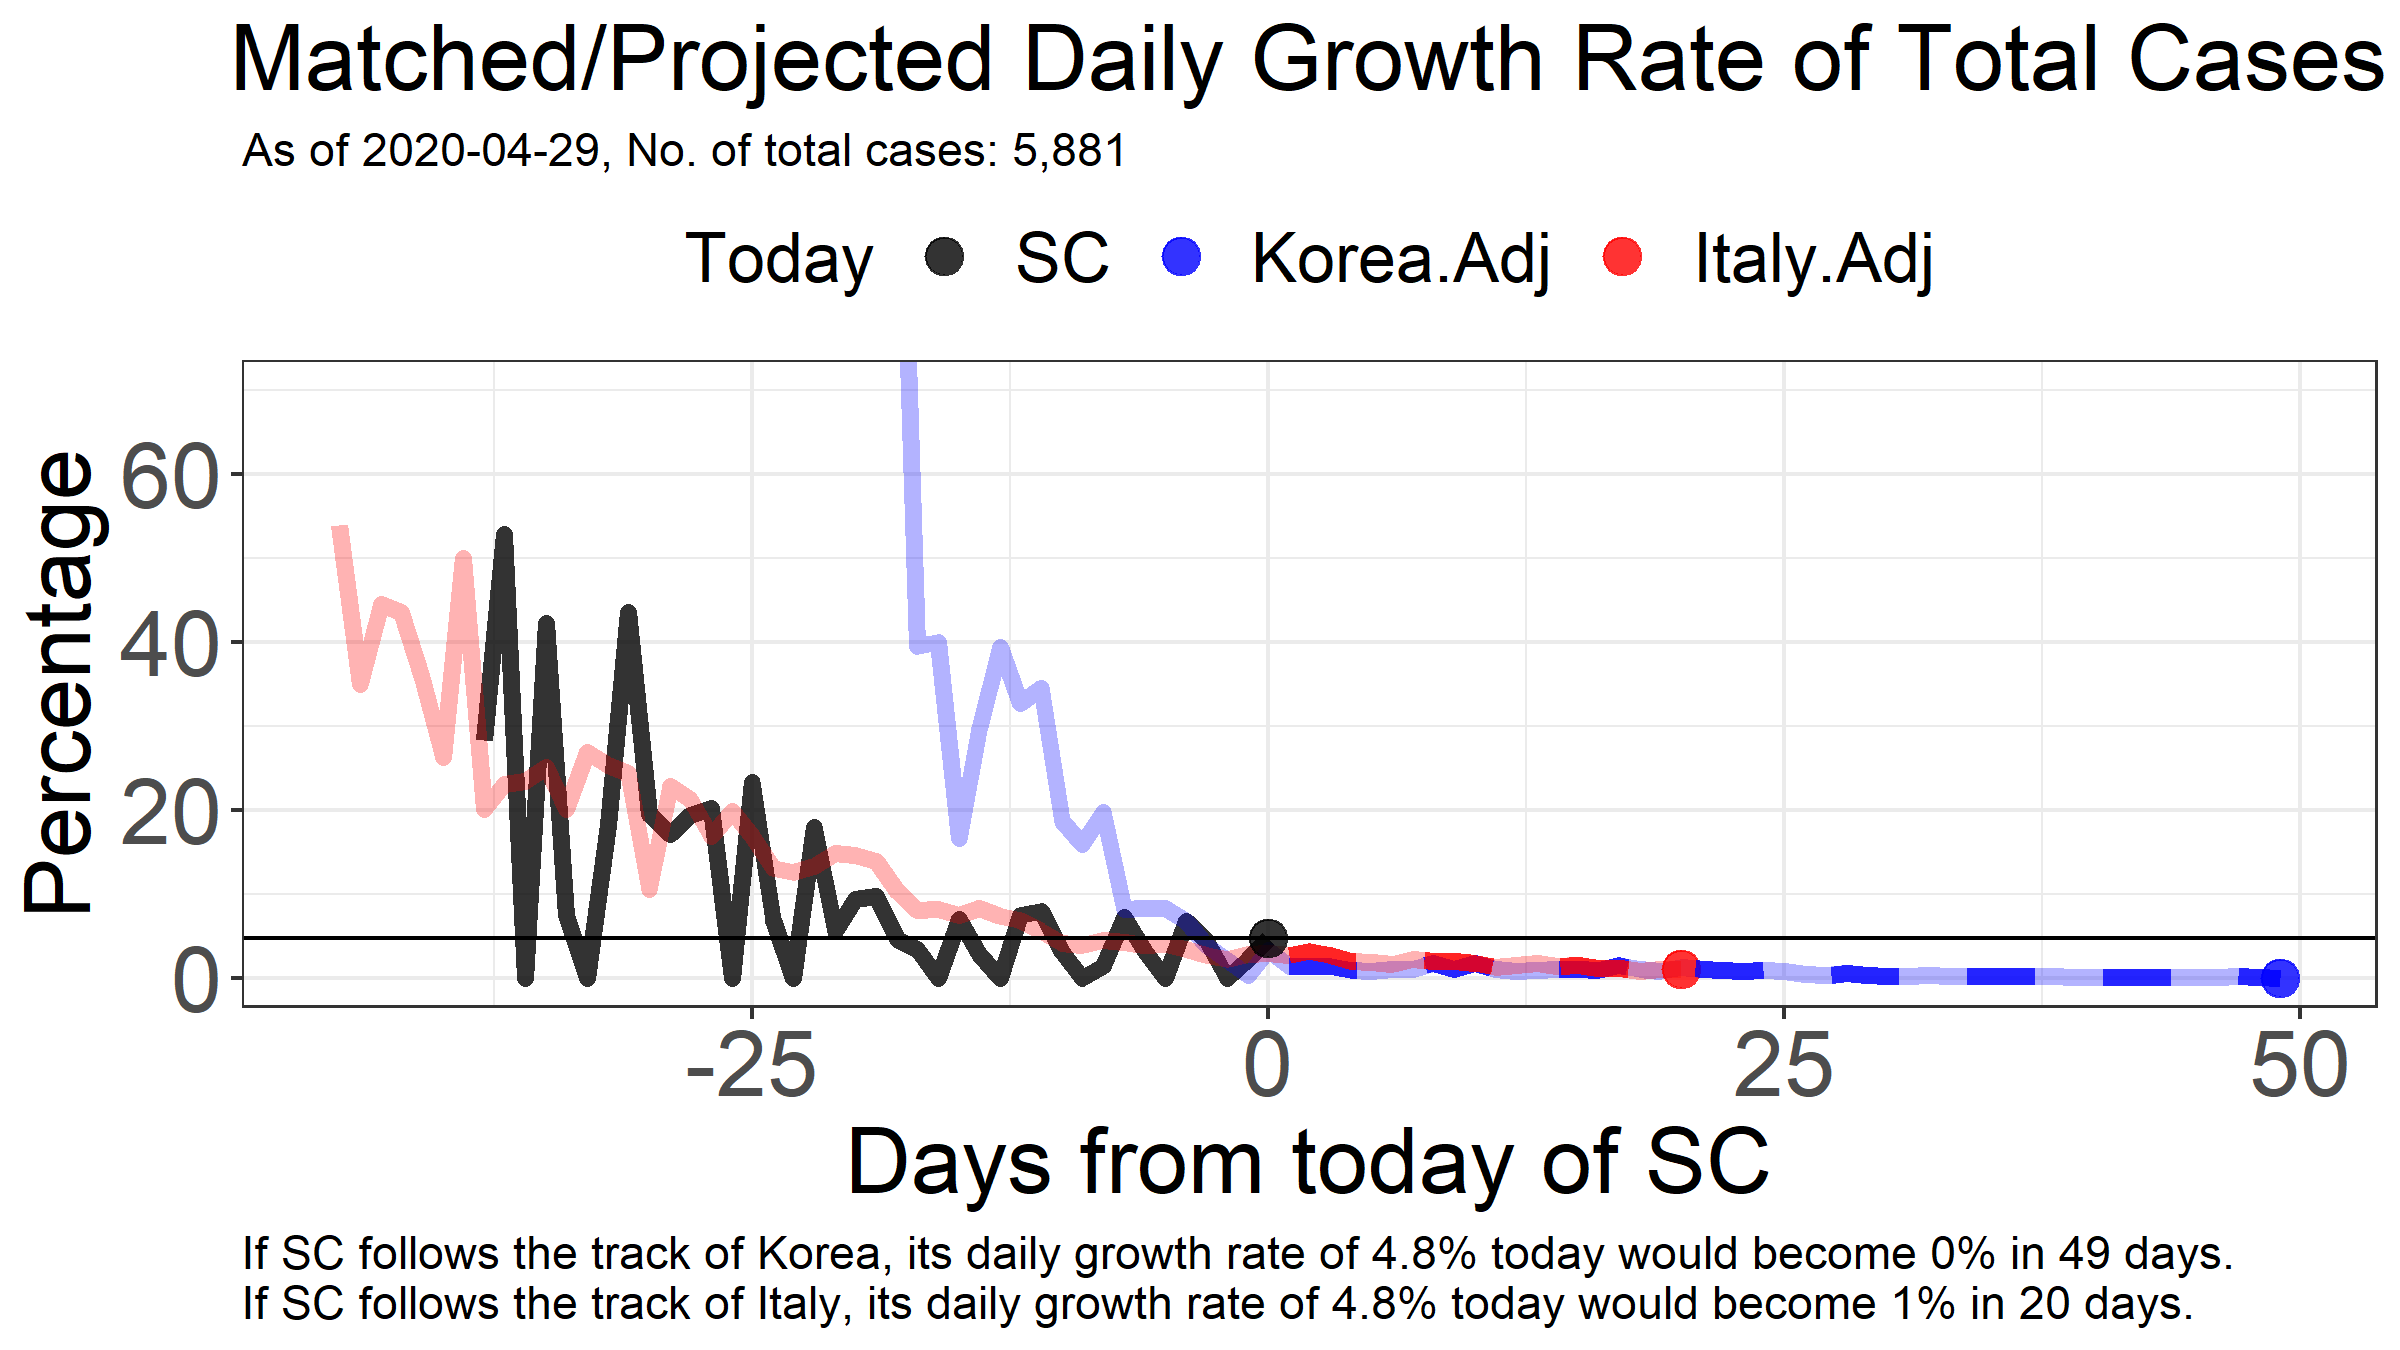 Matched/Projected Daily Growth Rate of Total Cases
As of 2020-04-29, No. of total cases: 5,881
Today SC Korea.Adj Italy.Adj
Percentage
60
40
20
0
-25 0 25 50
Days from today of SC
If SC follows the track of Korea, its daily growth rate of 4.8% today would become 0% in 49 days.
If SC follows the track of Italy, its daily growth rate of 4.8% today would become 1% in 20 days.